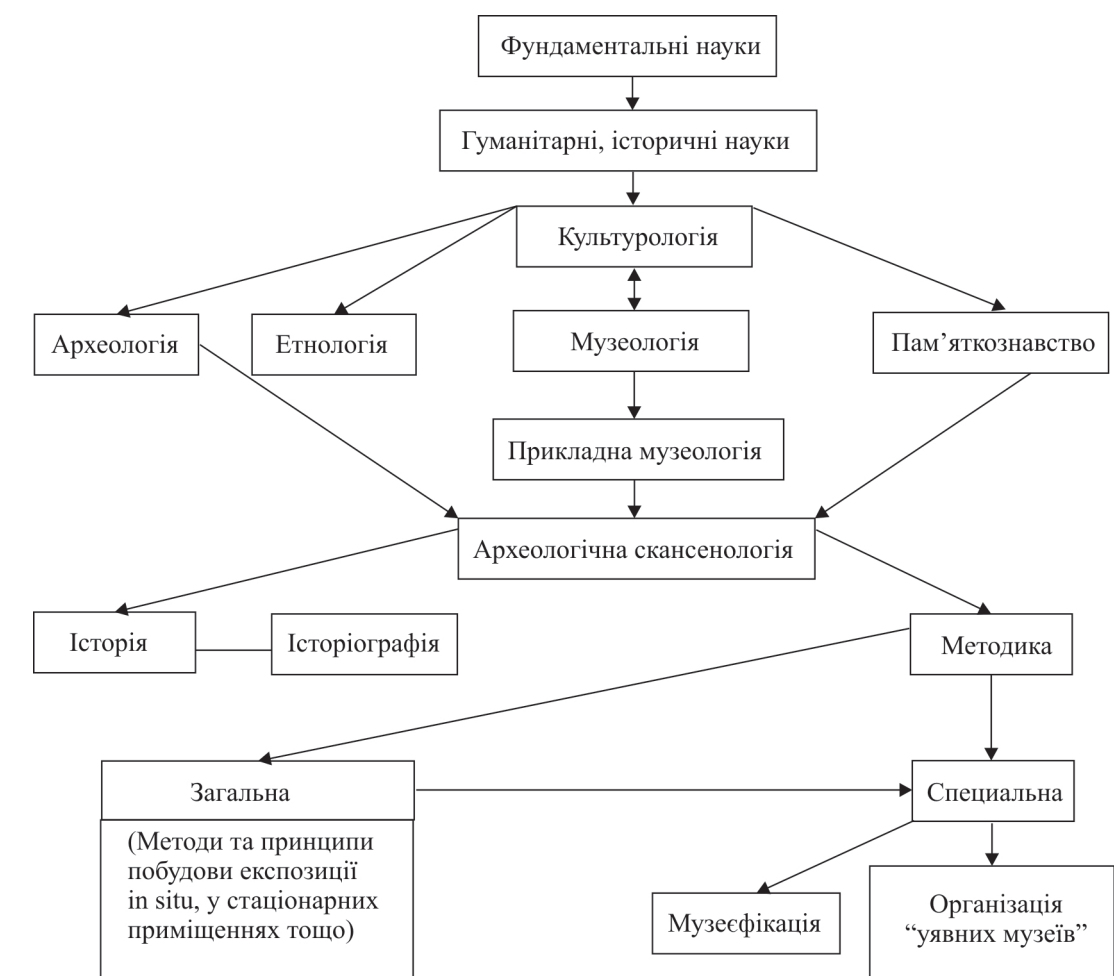 Фундаментальні науки
Гуманітарні, історичні науки
Культурологія
Археологія
Етнологія
Музеологія
Пам’яткознавство
Прикладна музеологія
Археологічна скансенологія
Історія
Історіографія
Методика
Загальна
Специальна
(Методи та принципи
побудови експозиції
in situ, у стаціонарних
приміщеннях тощо)
Музеєфікація
Організація
“уявних музеїв”